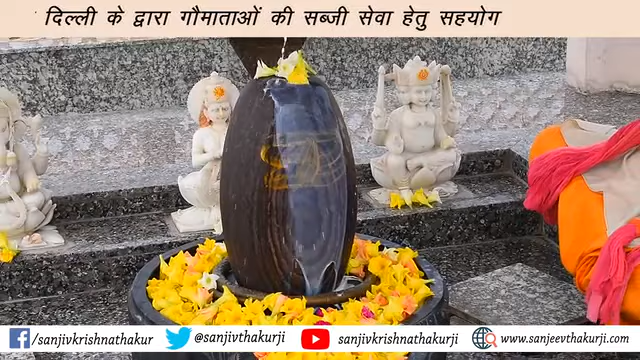 दिल्ली के द्वारा गौमाताओं की सब्जी सेवा हेतु सहयोग
/sanjivkrishnathakur /sanjivthakurji /sanjivkrishnathakurji www.sanjeevthakurji.com